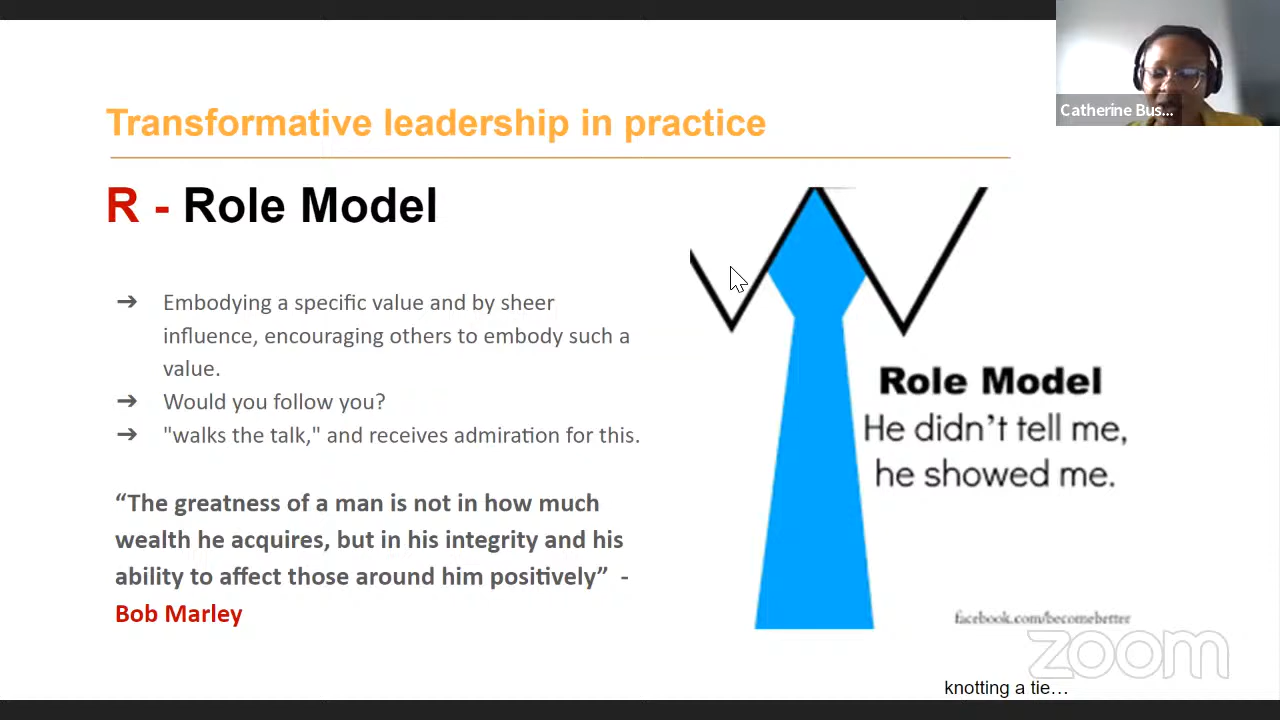 Transformative leadership in practice
Catherine Bus...
R - Role Model
➔ Embodying a specific value and by sheer
influence, encouraging others to embody such a
value.
➔ Would you follow you?
➔ "walks the talk," and receives admiration for this.
“The greatness of a man is not in how much
wealth he acquires, but in his integrity and his
ability to affect those around him positively” -
Bob Marley
Role Model
He didn’t tell me,
he showed me.
facebook.com/becomebetter
zoom
knotting a tie…